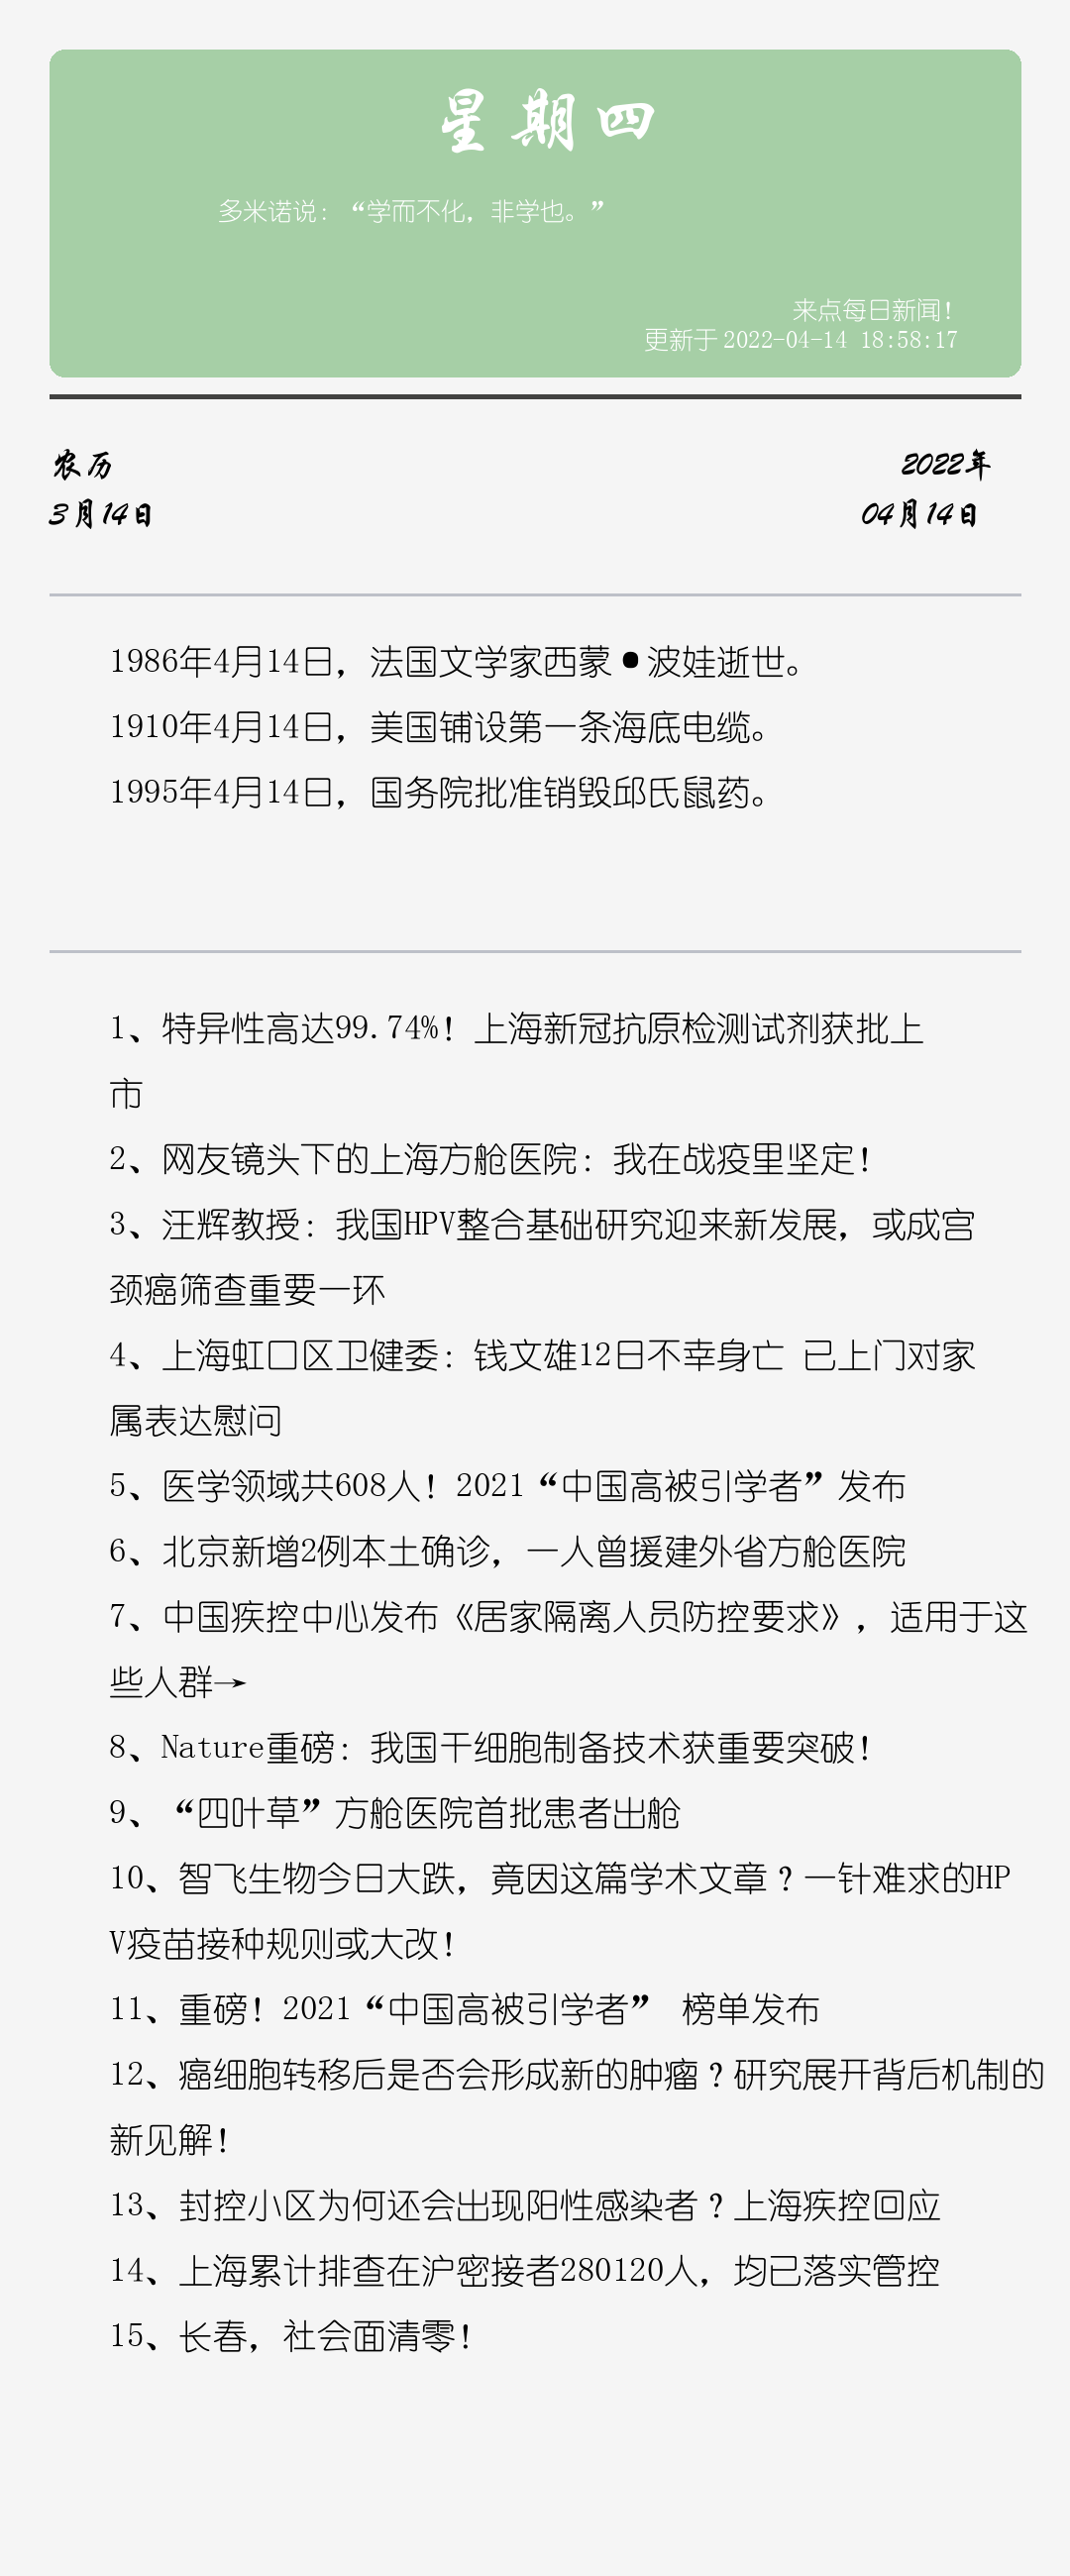 星期四
多米诺说：“学而不化，非学也。”
来点每日新闻！
更新于 2022-04-14 18:58:17
农历
2022年
3月14日
04月14日
1986年4月14日，法国文学家西蒙•波娃逝世。
1910年4月14日，美国铺设第一条海底电缆。
1995年4月14日，国务院批准销毁邱氏鼠药。
1、特异性高达99.74%！上海新冠抗原检测试剂获批上
市
2、网友镜头下的上海方舱医院：我在战疫里坚定！
3、汪辉教授：我国HPV整合基础研究迎来新发展，或成宫
颈癌筛查重要一环
4、上海虹口区卫健委：钱文雄12日不幸身亡 已上门对家
属表达慰问
5、医学领域共608人！2021“中国高被引学者”发布
6、北京新增2例本土确诊，一人曾援建外省方舱医院
7、中国疾控中心发布《居家隔离人员防控要求》，适用于这
些人群→
8、Nature重磅：我国干细胞制备技术获重要突破！
9、“四叶草”方舱医院首批患者出舱
10、智飞生物今日大跌，竟因这篇学术文章？一针难求的HP
V疫苗接种规则或大改！
11、重磅！2021“中国高被引学者” 榜单发布
12、癌细胞转移后是否会形成新的肿瘤？研究展开背后机制的
新见解！
13、封控小区为何还会出现阳性感染者？上海疾控回应
14、上海累计排查在沪密接者280120人，均已落实管控
15、长春，社会面清零！